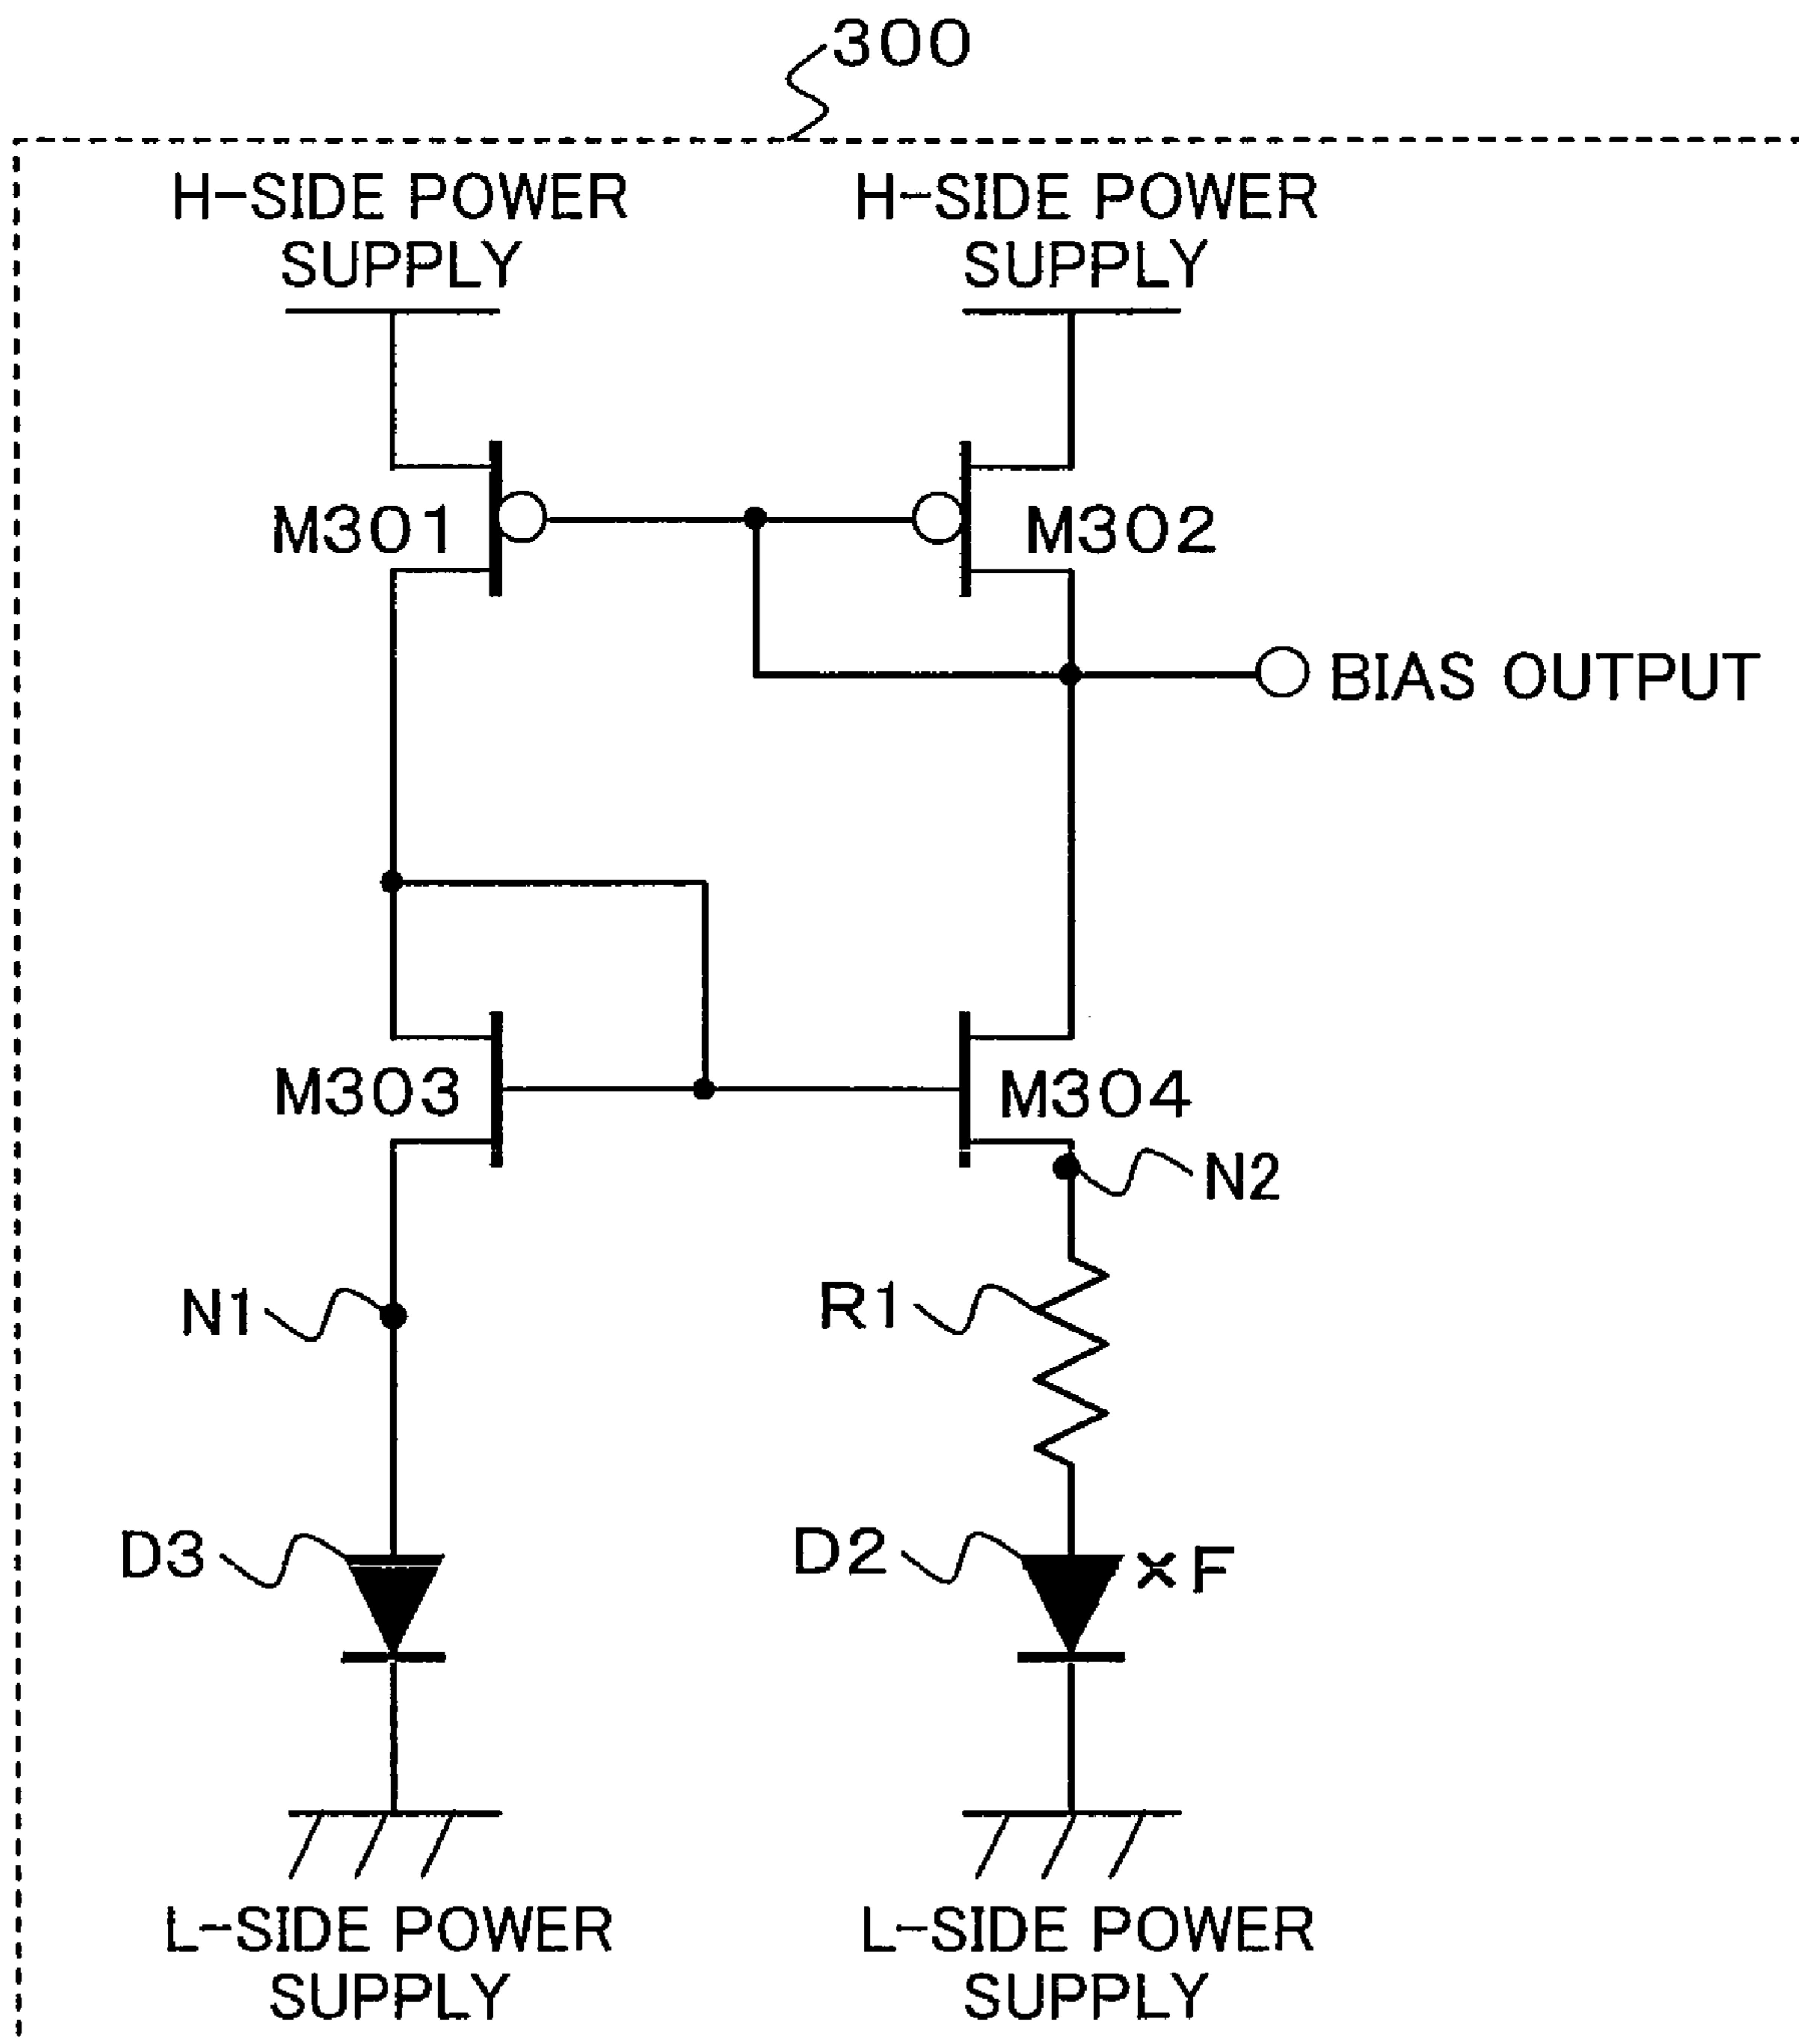 300
H-SIDE POWER
SUPPLY
H-SIDE POWER
SUPPLY
M301
M302
BIAS OUTPUT
M303
M304
N2
N1
R1
D3
D2
×F
L-SIDE POWER
SUPPLY
L-SIDE POWER
SUPPLY